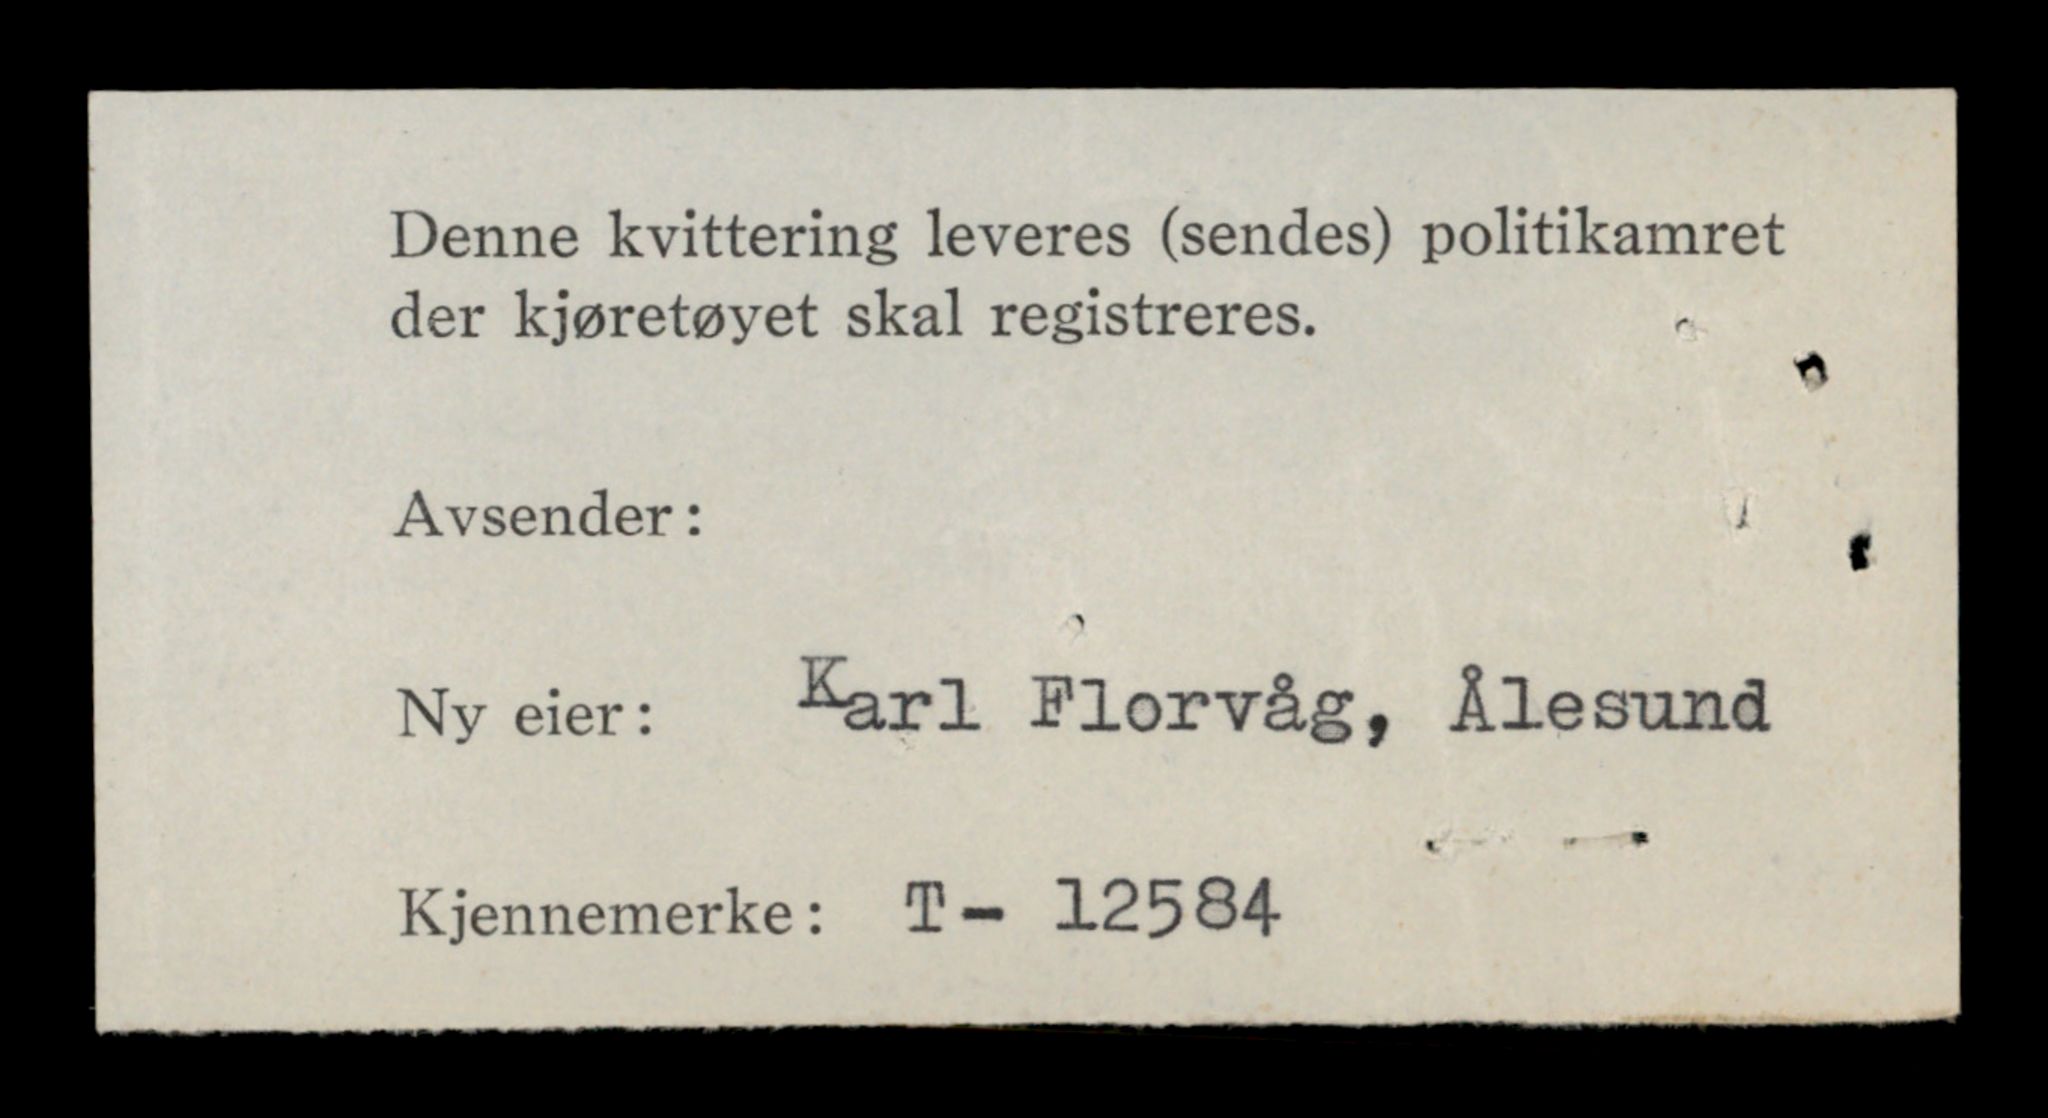 Denne kvittering leveres (sendes) politikamret
der kjøretøyet skal registreres.
Avsender:
Ny eier: Karl Florvåg, Ålesund
Kjennemerke: T- 12584